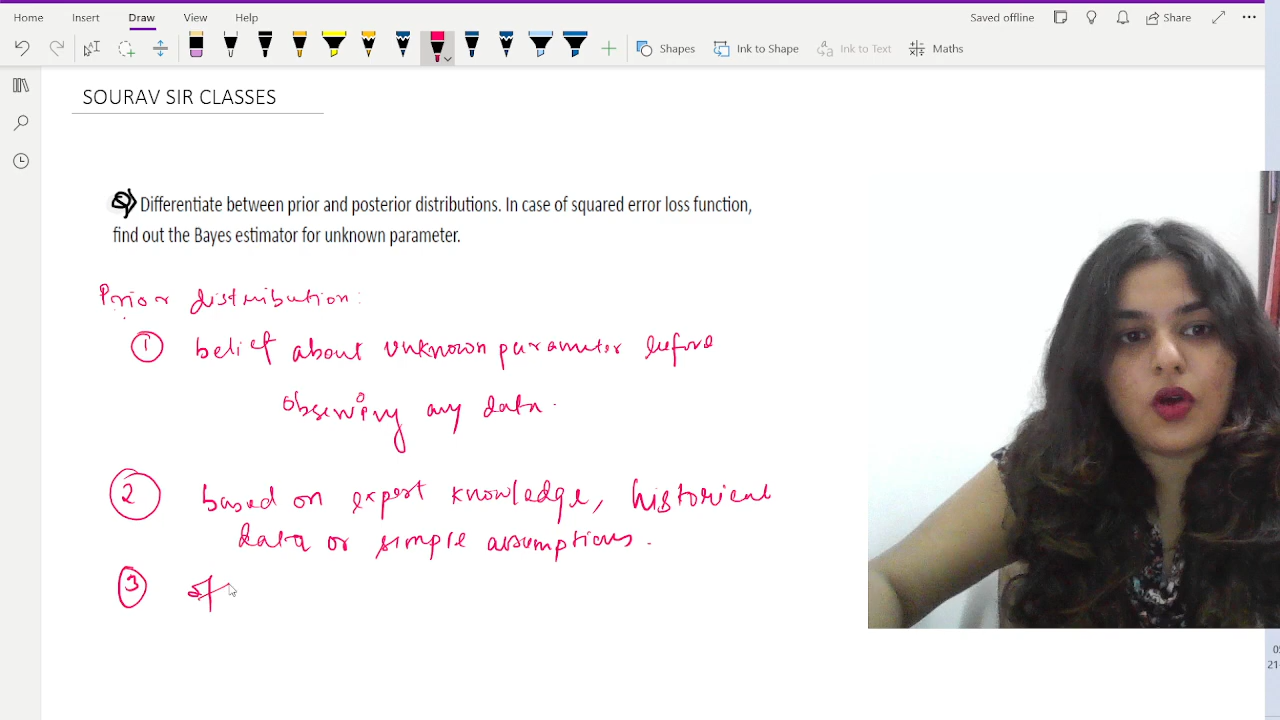 Home Insert Draw View Help
Saved offline Share
Shapes Ink to Shape Ink to Text Maths
SOURAV SIR CLASSES
Q) Differentiate between prior and posterior distributions. In case of squared error loss function,
find out the Bayes estimator for unknown parameter.
Prior distribution:
① belief about unknown parameter before
observing any data.
② based on expert knowledge, historical
data or simple assumptions.
③
21-